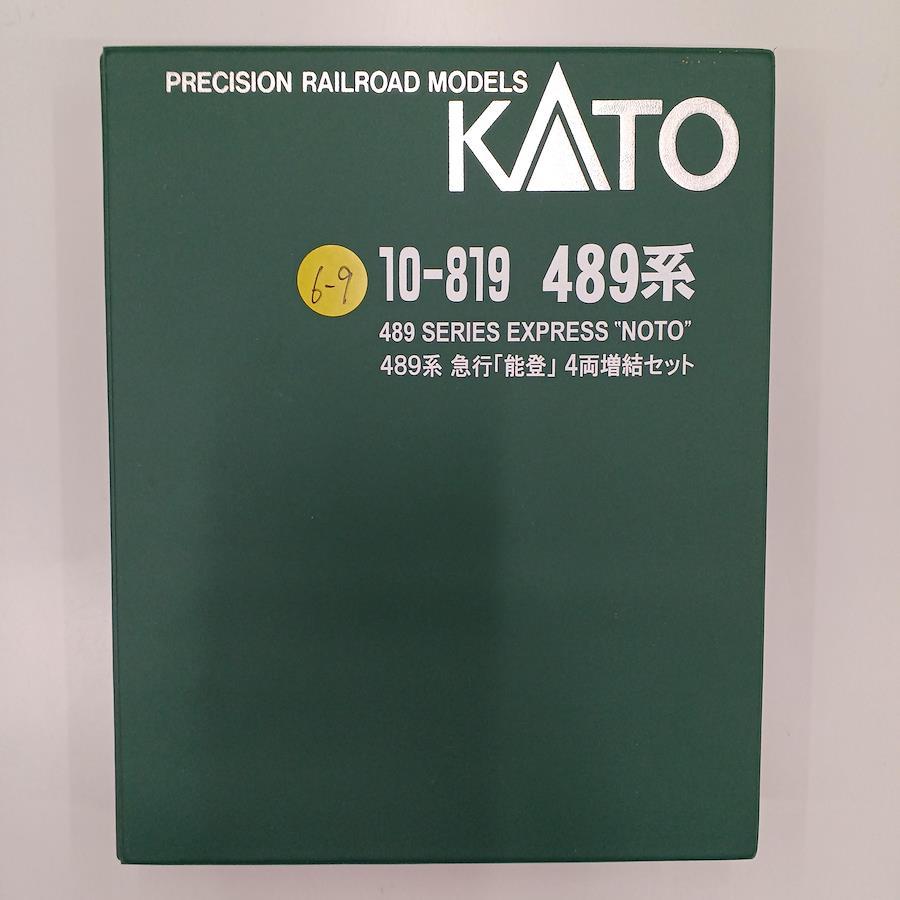 PRECISION RAILROAD MODELS
KATO
6-9
10-819 489系
489 SERIES EXPRESS "NOTO"
489系 急行「能登」 4両増結セット